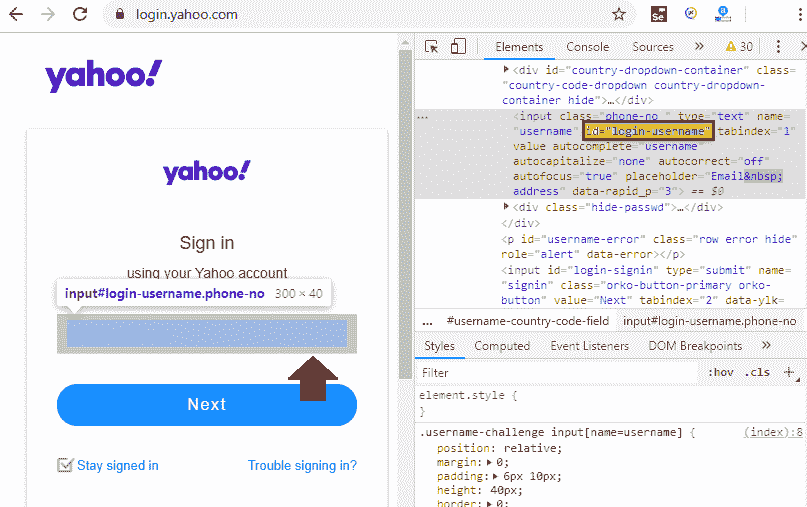 login.yahoo.com
Se
a
yahoo!
yahoo!
Sign in
using your Yahoo account
input#login-username.phone-no 300 × 40
Next
Stay signed in
Trouble signing in?
Elements Console Sources » 30
<div id="country-dropdown-container" class=
"country-code-dropdown country-dropdown-
container hide">…</div>
... <input class="phone-no " type="text" name=
"username" id="login-username" tabindex="1"
value autocomplete="username"
autocapitalize="none" autocorrect="off"
autofocus="true" placeholder="Email&nbsp;
address" data-rapid_p="3"> == $0
<div class="hide-passwd">…</div>
</div>
<p id="username-error" class="row error hide"
role="alert" data-error></p>
<input id="login-signin" type="submit" name=
"signin" class="orko-button-primary orko-
button" value="Next" tabindex="2" data-ylk=
... #username-country-code-field input#login-username.phone-no
Styles Computed Event Listeners DOM Breakpoints »
Filter :hov .cls +
element.style {
}
.username-challenge input[name=username] { (index):8
position: relative;
margin: 0;
padding: 6px 10px;
height: 40px;
border: 0;